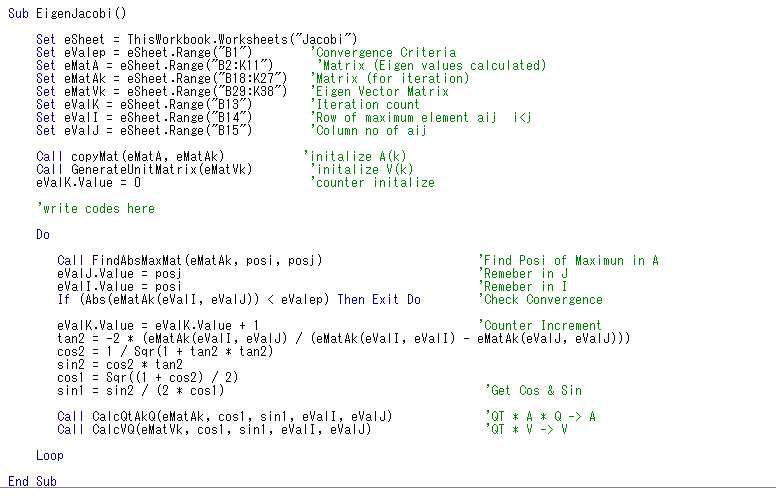 Sub EigenJacobi()
Set eSheet = ThisWorkbook.Worksheets("Jacobi")
Set eValep = eSheet.Range("B1") 'Convergence Criteria
Set eMatA = eSheet.Range("B2:K11") 'Matrix (Eigen values calculated)
Set eMatAk = eSheet.Range("B18:K27") 'Matrix (for iteration)
Set eMatVk = eSheet.Range("B29:K38") 'Eigen Vector Matrix
Set eValK = eSheet.Range("B13") 'Iteration count
Set eValI = eSheet.Range("B14") 'Row of maximum element aij i<j
Set eValJ = eSheet.Range("B15") 'Column no of aij
Call copyMat(eMatA, eMatAk) 'initalize A(k)
Call GenerateUnitMatrix(eMatVk) 'initalize V(k)
eValK.Value = 0 'counter initalize
'write codes here
Do
Call FindAbsMaxMat(eMatAk, posi, posj) 'Find Posi of Maximun in A
eValJ.Value = posj 'Remeber in J
eValI.Value = posi 'Remeber in I
If (Abs(eMatAk(eValI, eValJ)) < eValep) Then Exit Do 'Check Convergence
eValK.Value = eValK.Value + 1 'Counter Increment
tan2 = -2 * (eMatAk(eValI, eValJ) / (eMatAk(eValI, eValI) - eMatAk(eValJ, eValJ)))
cos2 = 1 / Sqr(1 + tan2 * tan2)
sin2 = cos2 * tan2
cos1 = Sqr((1 + cos2) / 2)
sin1 = sin2 / (2 * cos1) 'Get Cos & Sin
Call CalcQtAkQ(eMatAk, cos1, sin1, eValI, eValJ) 'QT * A * Q -> A
Call CalcVQ(eMatVk, cos1, sin1, eValI, eValJ) 'QT * V -> V
Loop
End Sub